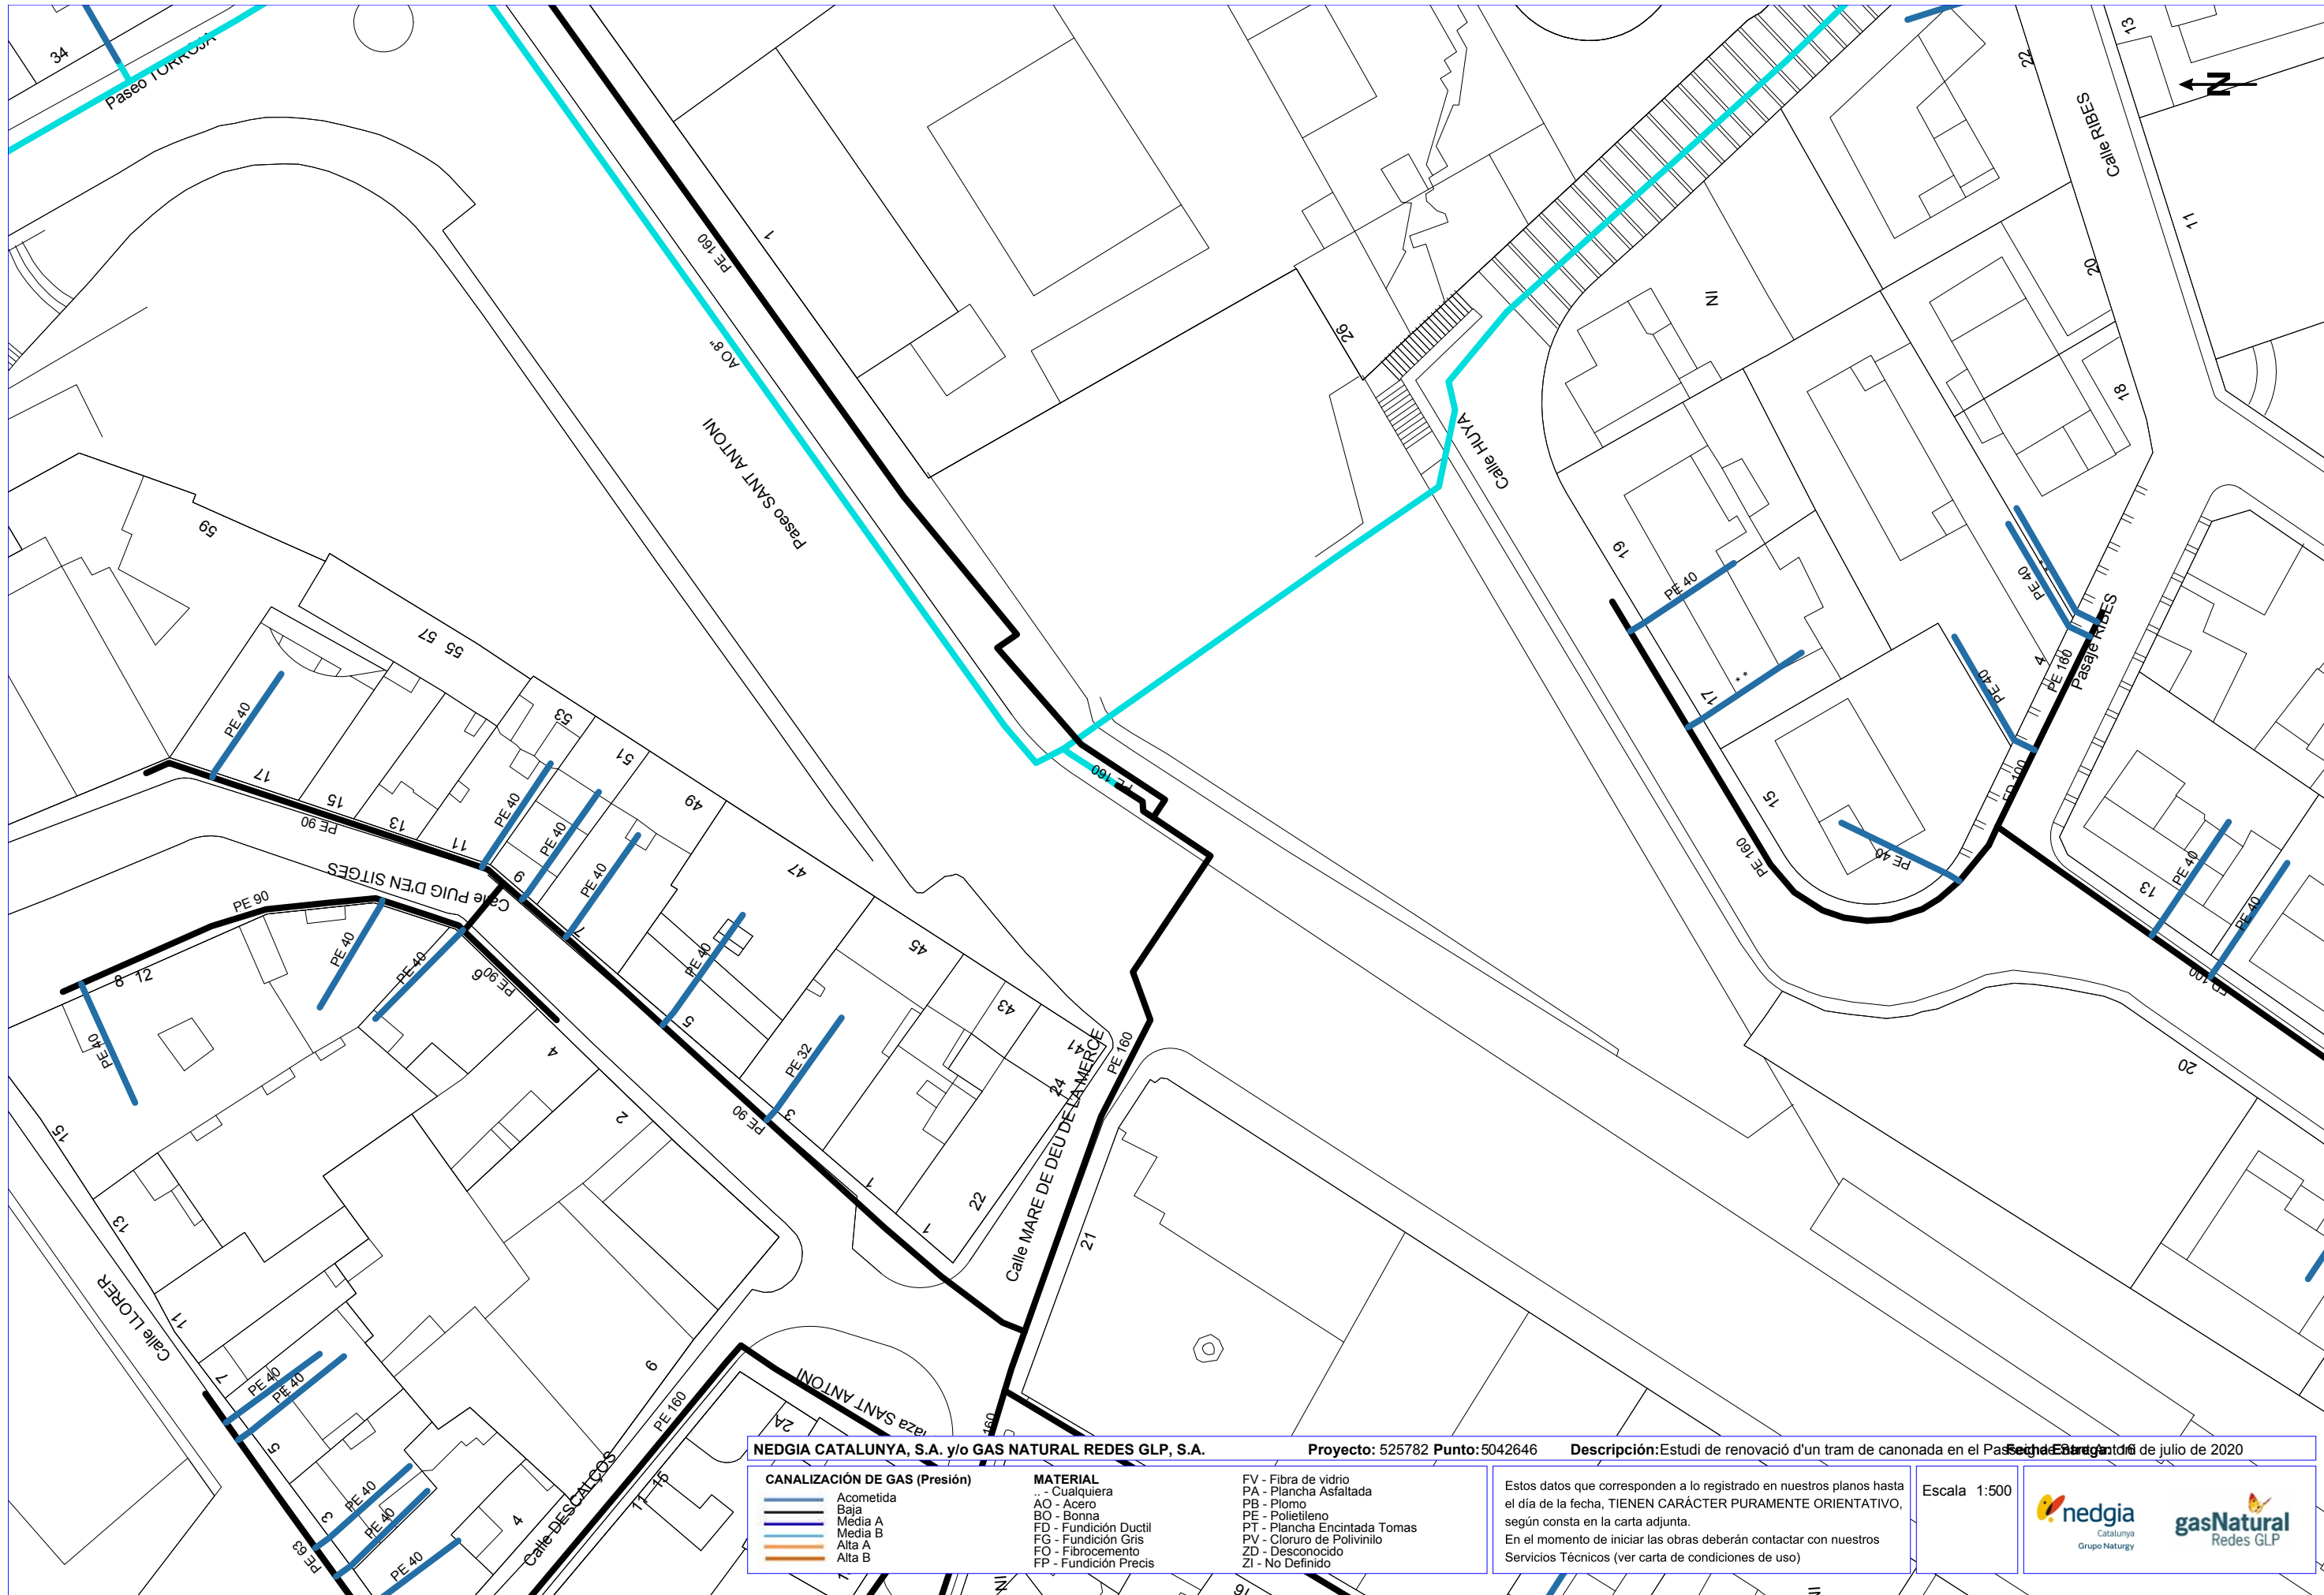 34
Paseo TORROJA
13
22
N
Calle RIBES
11
PE 160
1
20
NI
26
AO 8"
18
Calle HUYA
Paseo SANT ANTONI
59
19
PE 40
PE 40
57
55
4
PE 160
Pasaje RIBES
PE 40
17
**
PE 40
53
51
PE 160
17
15
49
PE 40
PE 90
13
PE 40
FD 100
15
11
PE 40
PE 160
PE 40
47
9
PE 40
13
Calle PUIG D'EN SITGES
PE 90
PE 40
7
45
PE 40
PE 40
PE 40
6
PE 90
8
12
FD 100
43
5
PE 40
4
41
PE 160
PE 32
20
24
2
PE 90
3
15
Calle MARE DE DEU DE LA MERCE
1
22
13
1
21
Calle LLORER
11
7
PE 40
PE 40
6
PE 160
2A
160
5
PE 40
11
15
3
PE 40
4
PE 63
PE 40
Calle DESCALÇOS
NI
16
NI
NEDGIA CATALUNYA, S.A. y/o GAS NATURAL REDES GLP, S.A.
Proyecto: 525782 Punto:5042646
Descripción:Estudi de renovació d'un tram de canonada en el Passeig de Sant Antoni
Fecha Entrega: 16 de julio de 2020
CANALIZACIÓN DE GAS (Presión)
Acometida
Baja
Media A
Media B
Alta A
Alta B
MATERIAL
.. - Cualquiera
AO - Acero
BO - Bonna
FD - Fundición Ductil
FG - Fundición Gris
FO - Fibrocemento
FP - Fundición Precis
FV - Fibra de vidrio
PA - Plancha Asfaltada
PB - Plomo
PE - Polietileno
PT - Plancha Encintada Tomas
PV - Cloruro de Polivinilo
ZD - Desconocido
ZI - No Definido
Estos datos que corresponden a lo registrado en nuestros planos hasta
el día de la fecha, TIENEN CARÁCTER PURAMENTE ORIENTATIVO,
según consta en la carta adjunta.
En el momento de iniciar las obras deberán contactar con nuestros
Servicios Técnicos (ver carta de condiciones de uso)
Escala 1:500
nedgia
Catalunya
Grupo Naturgy
gasNatural
Redes GLP